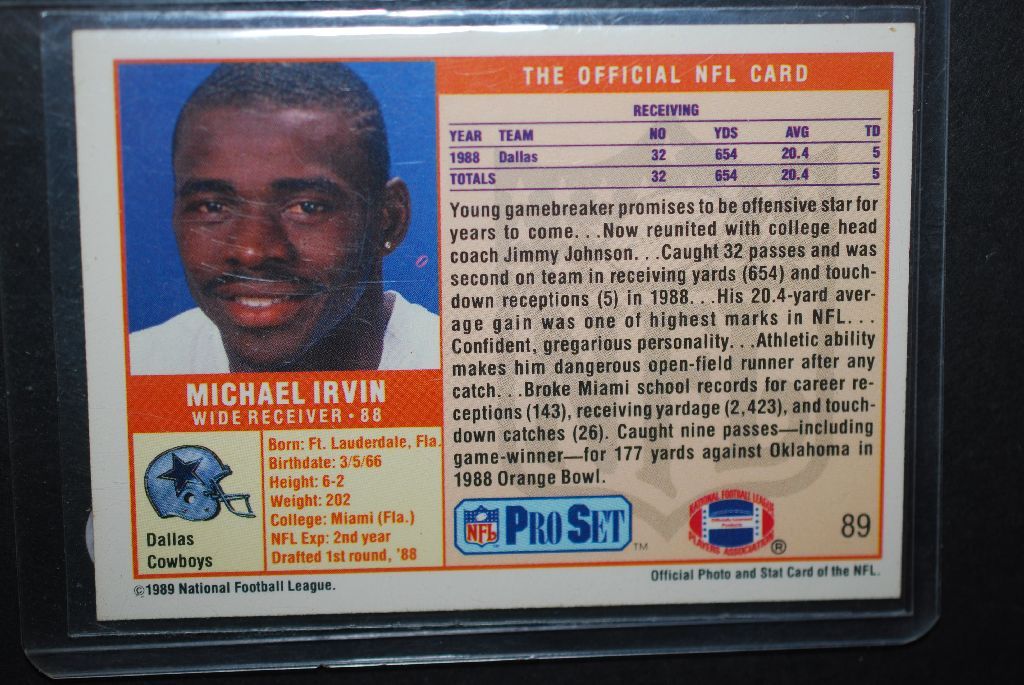 THE OFFICIAL NFL CARD
RECEIVING
YEAR TEAM NO YDS AVG TD
1988 Dallas 32 654 20.4 5
TOTALS 32 654 20.4 5
Young gamebreaker promises to be offensive star for
years to come. . .Now reunited with college head
coach Jimmy Johnson. . .Caught 32 passes and was
second on team in receiving yards (654) and touch-
down receptions (5) in 1988. . .His 20.4-yard aver-
age gain was one of highest marks in NFL. . .
Confident, gregarious personality. . .Athletic ability
makes him dangerous open-field runner after any
catch. . .Broke Miami school records for career re-
ceptions (143), receiving yardage (2,423), and touch-
down catches (26). Caught nine passes—including
game-winner—for 177 yards against Oklahoma in
1988 Orange Bowl.
MICHAEL IRVIN
WIDE RECEIVER • 88
Dallas
Cowboys
Born: Ft. Lauderdale, Fla.
Birthdate: 3/5/66
Height: 6-2
Weight: 202
College: Miami (Fla.)
NFL Exp: 2nd year
Drafted 1st round, '88
NFL PRO SET ™
NATIONAL FOOTBALL LEAGUE
Officially Licensed
Product
PLAYERS ASSOCIATION ®
89
©1989 National Football League.
Official Photo and Stat Card of the NFL.